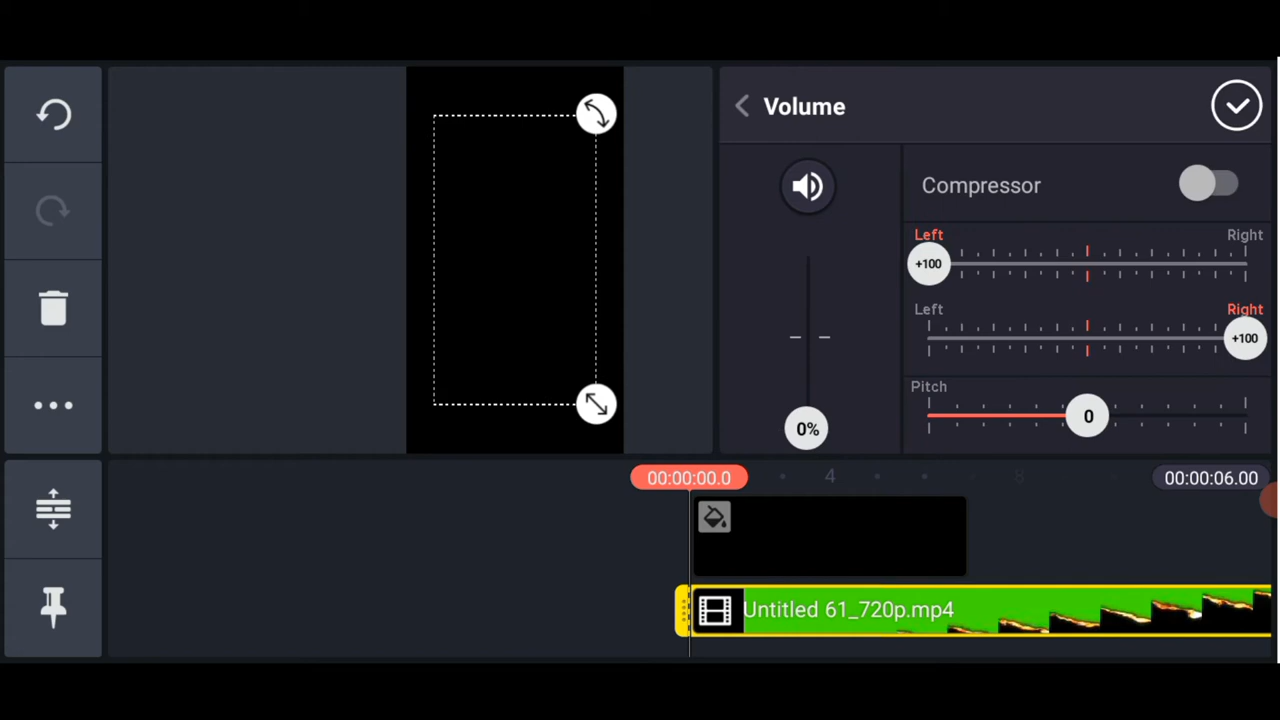 Volume
Compressor
Left Right
+100
Left Right
+100
Pitch
0
0%
00:00:00.0 4 8 00:00:06.00
Untitled 61_720p.mp4